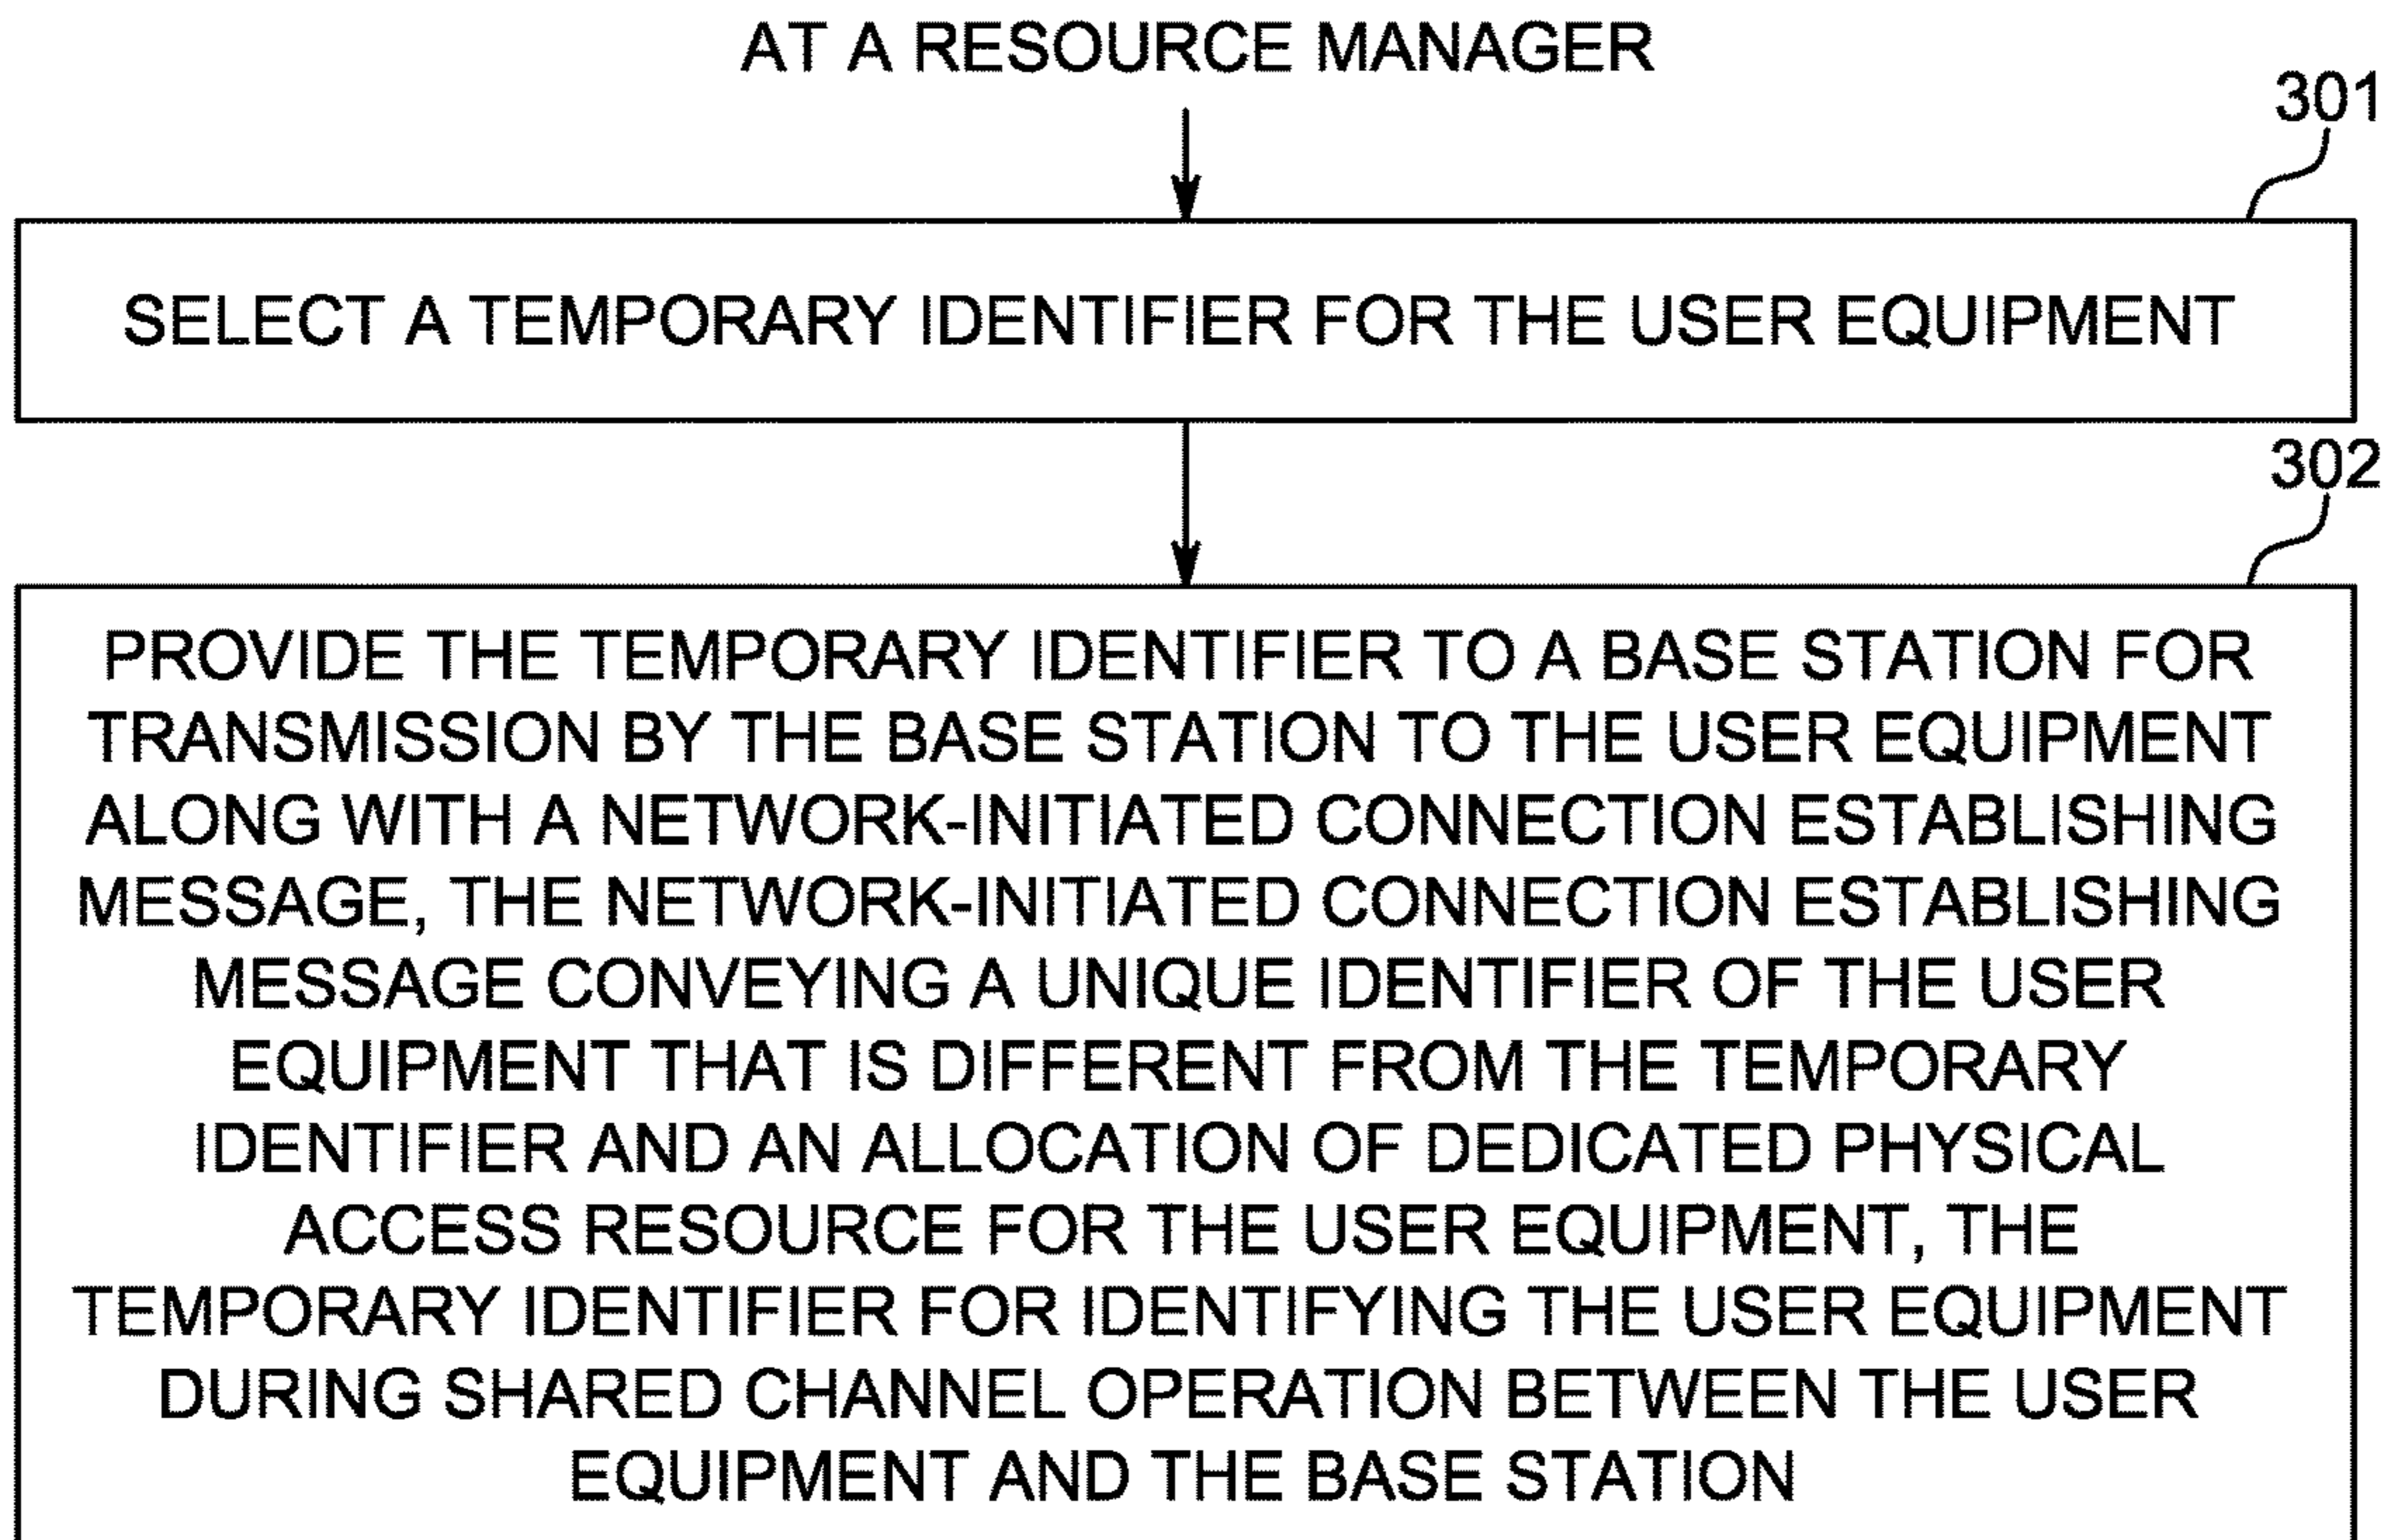 AT A RESOURCE MANAGER
301
SELECT A TEMPORARY IDENTIFIER FOR THE USER EQUIPMENT
302
PROVIDE THE TEMPORARY IDENTIFIER TO A BASE STATION FOR
TRANSMISSION BY THE BASE STATION TO THE USER EQUIPMENT
ALONG WITH A NETWORK-INITIATED CONNECTION ESTABLISHING
MESSAGE, THE NETWORK-INITIATED CONNECTION ESTABLISHING
MESSAGE CONVEYING A UNIQUE IDENTIFIER OF THE USER
EQUIPMENT THAT IS DIFFERENT FROM THE TEMPORARY
IDENTIFIER AND AN ALLOCATION OF DEDICATED PHYSICAL
ACCESS RESOURCE FOR THE USER EQUIPMENT, THE
TEMPORARY IDENTIFIER FOR IDENTIFYING THE USER EQUIPMENT
DURING SHARED CHANNEL OPERATION BETWEEN THE USER
EQUIPMENT AND THE BASE STATION